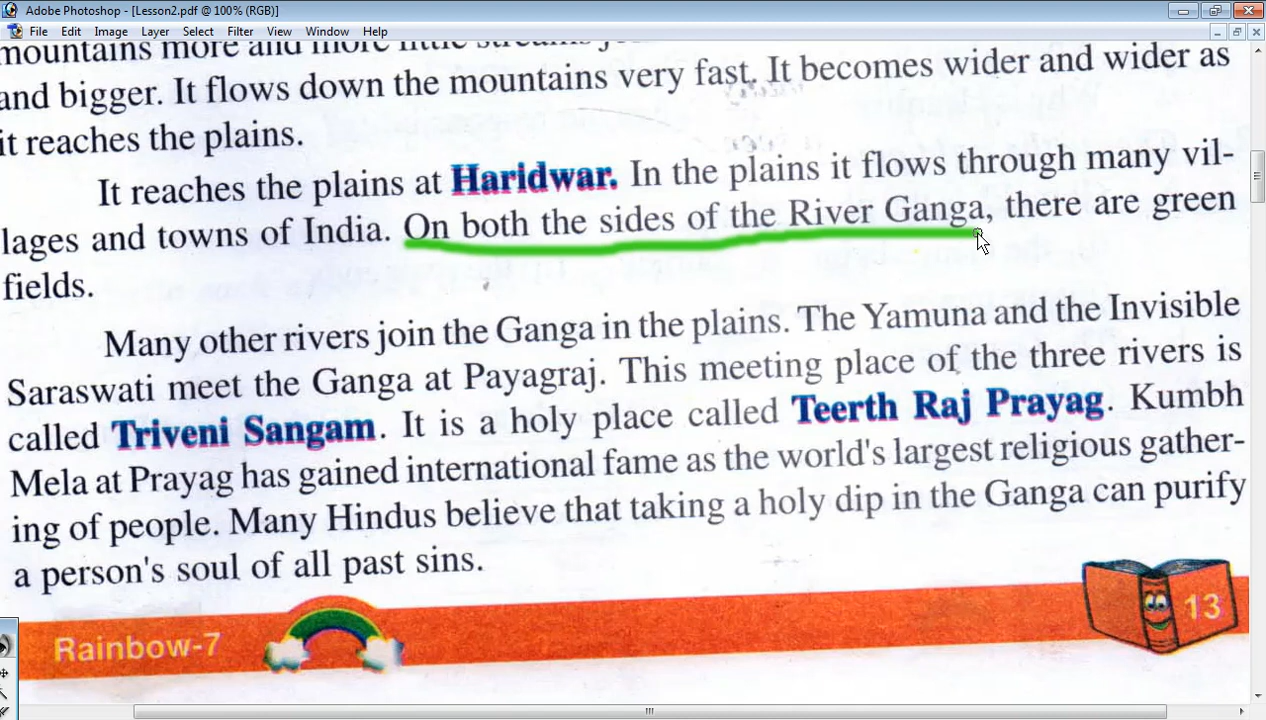 Adobe Photoshop - [Lesson2.pdf @ 100% (RGB)]
File Edit Image Layer Select Filter View Window Help
mountains more and more little streams
and bigger. It flows down the mountains very fast. It becomes wider and wider as
it reaches the plains.
It reaches the plains at Haridwar. In the plains it flows through many vil-
lages and towns of India. On both the sides of the River Ganga, there are green
fields.
Many other rivers join the Ganga in the plains. The Yamuna and the Invisible
Saraswati meet the Ganga at Payagraj. This meeting place of the three rivers is
called Triveni Sangam. It is a holy place called Teerth Raj Prayag. Kumbh
Mela at Prayag has gained international fame as the world's largest religious gather-
ing of people. Many Hindus believe that taking a holy dip in the Ganga can purify
a person's soul of all past sins.
Rainbow-7
13